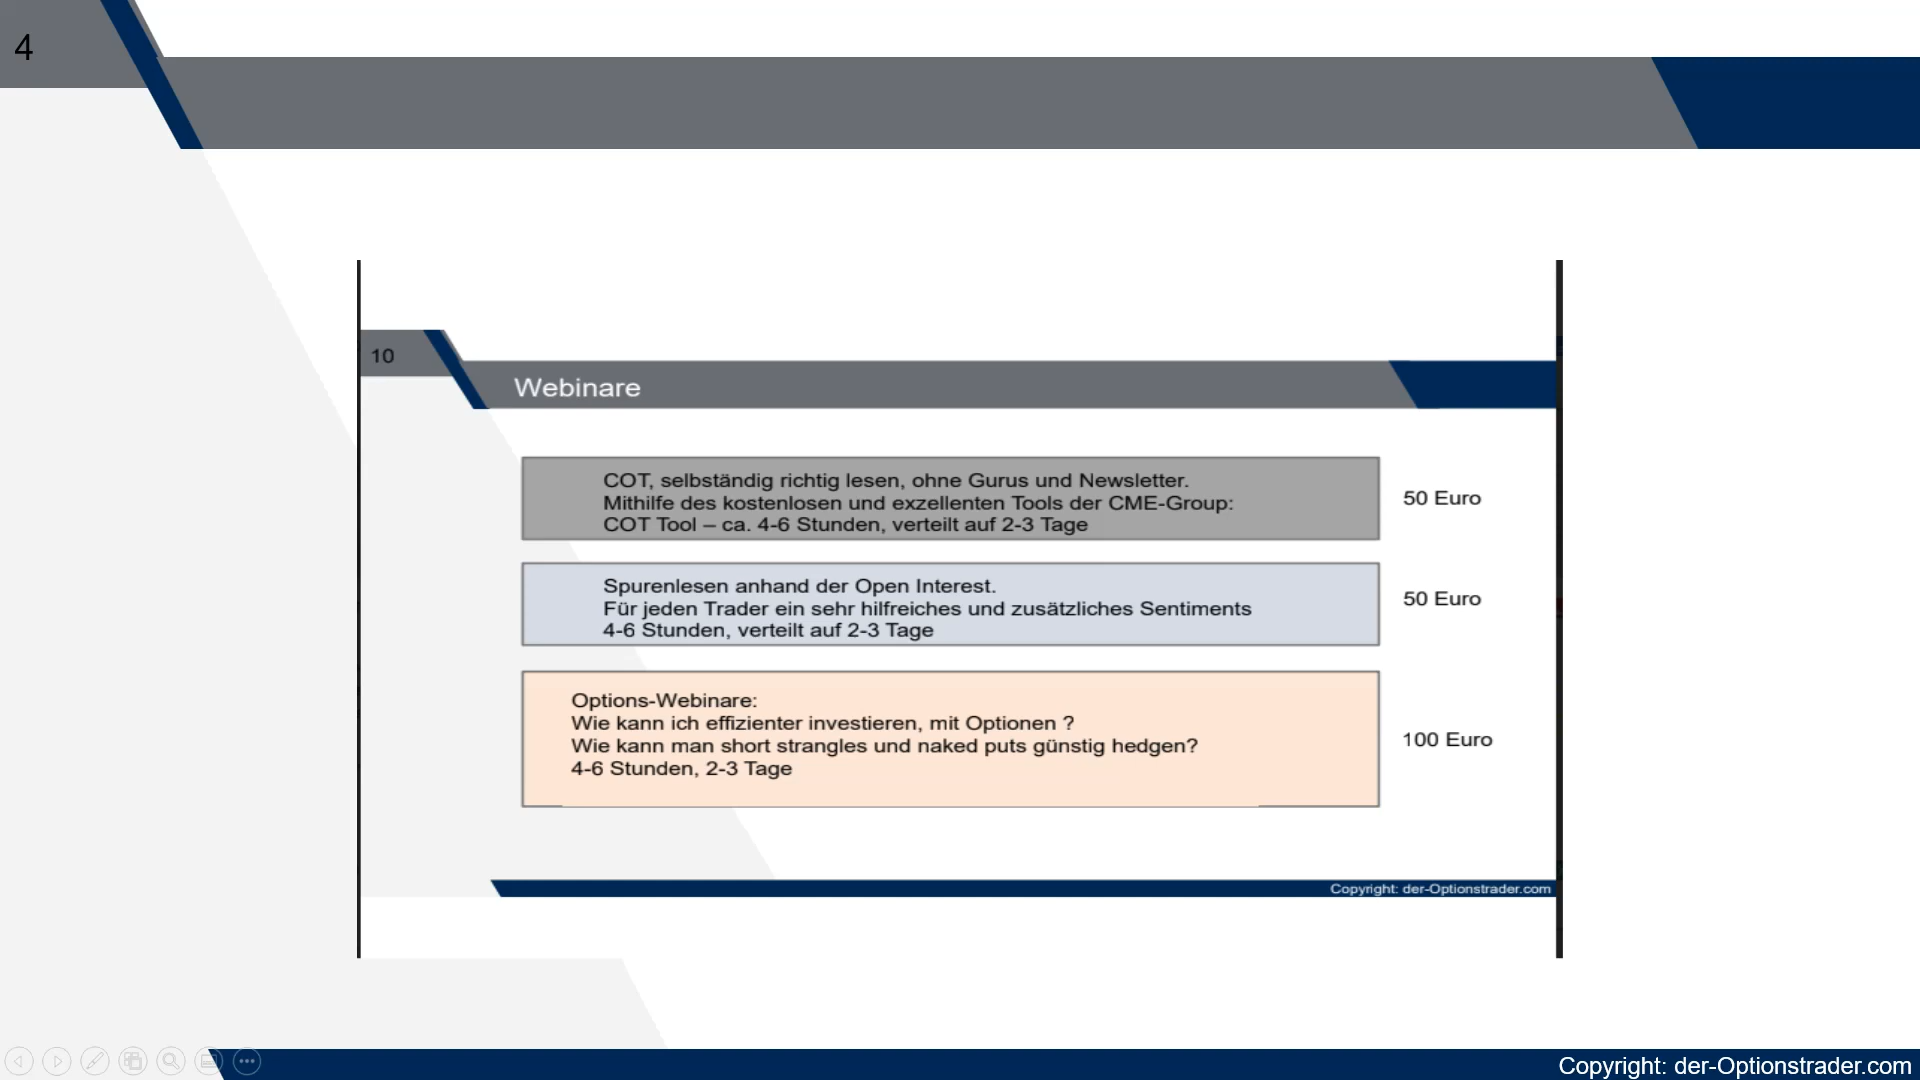 4
10
Webinare
COT, selbständig richtig lesen, ohne Gurus und Newsletter.
Mithilfe des kostenlosen und exzellenten Tools der CME-Group:
COT Tool – ca. 4-6 Stunden, verteilt auf 2-3 Tage
50 Euro
Spurenlesen anhand der Open Interest.
Für jeden Trader ein sehr hilfreiches und zusätzliches Sentiments
4-6 Stunden, verteilt auf 2-3 Tage
50 Euro
Options-Webinare:
Wie kann ich effizienter investieren, mit Optionen ?
Wie kann man short strangles und naked puts günstig hedgen?
4-6 Stunden, 2-3 Tage
100 Euro
Copyright: der-Optionstrader.com
Copyright: der-Optionstrader.com